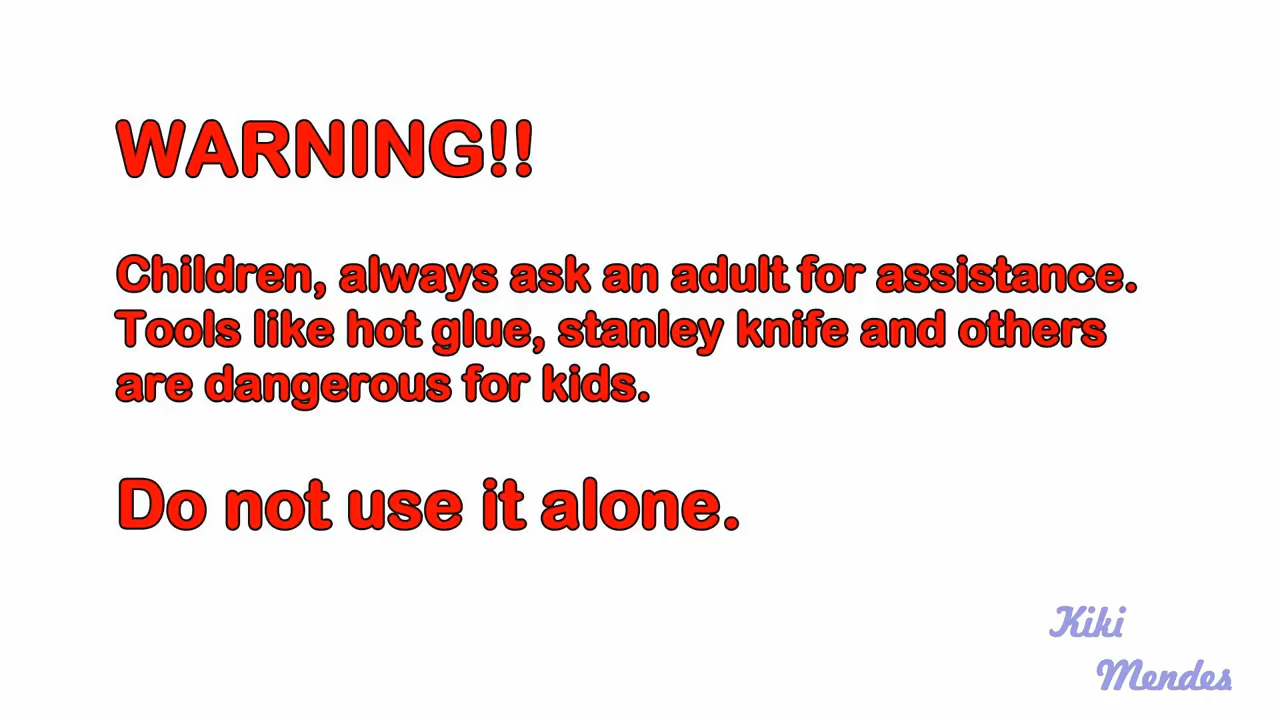 WARNING!!
Children, always ask an adult for assistance.
Tools like hot glue, stanley knife and others
are dangerous for kids.
Do not use it alone.
Kiki
Mendes